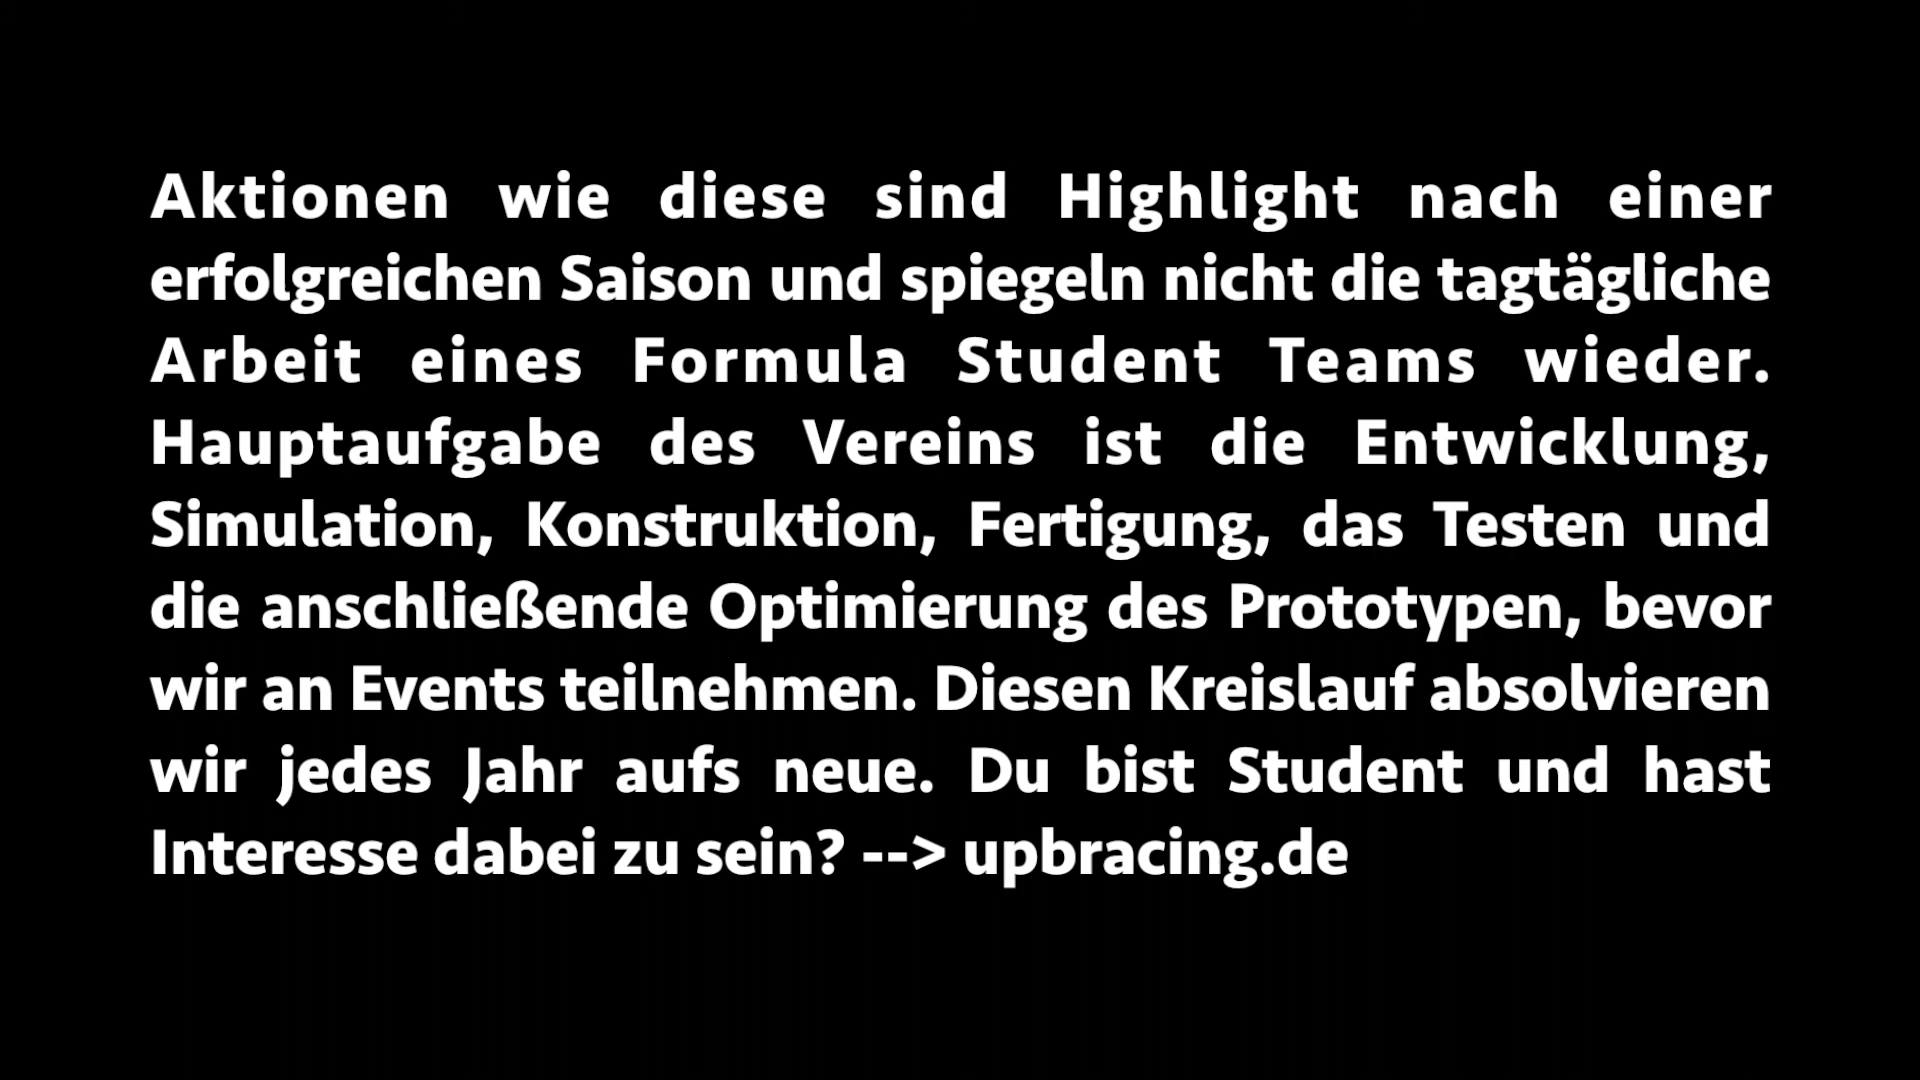 Aktionen wie diese sind Highlight nach einer
erfolgreichen Saison und spiegeln nicht die tagtägliche
Arbeit eines Formula Student Teams wieder.
Hauptaufgabe des Vereins ist die Entwicklung,
Simulation, Konstruktion, Fertigung, das Testen und
die anschließende Optimierung des Prototypen, bevor
wir an Events teilnehmen. Diesen Kreislauf absolvieren
wir jedes Jahr aufs neue. Du bist Student und hast
Interesse dabei zu sein? --> upbracing.de